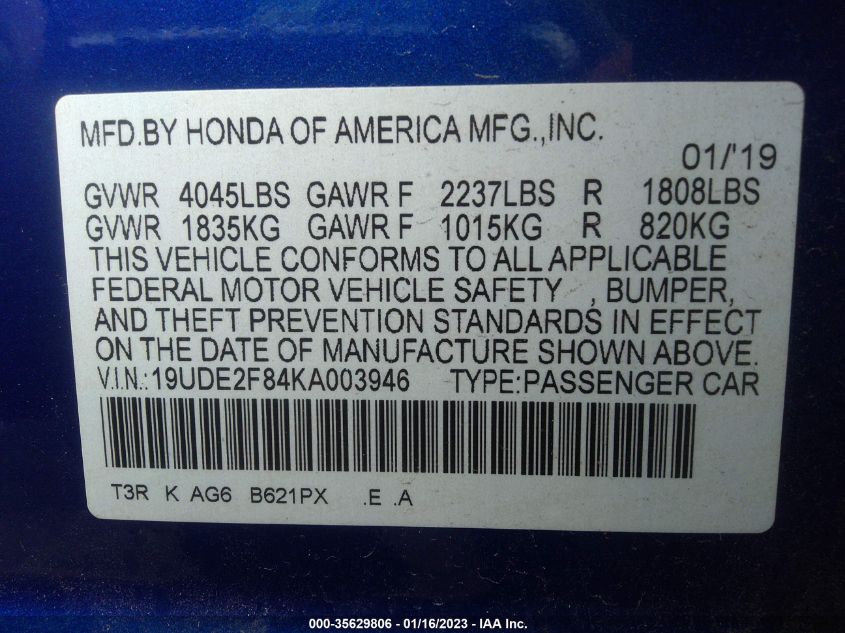 MFD.BY HONDA OF AMERICA MFG.,INC.
01/'19
GVWR 4045LBS GAWR F 2237LBS R 1808LBS
GVWR 1835KG GAWR F 1015KG R 820KG
THIS VEHICLE CONFORMS TO ALL APPLICABLE
FEDERAL MOTOR VEHICLE SAFETY , BUMPER,
AND THEFT PREVENTION STANDARDS IN EFFECT
ON THE DATE OF MANUFACTURE SHOWN ABOVE.
V.I.N.:19UDE2F84KA003946 TYPE:PASSENGER CAR
T3R K AG6 B621PX .E .A
000-35629806 - 01/16/2023 - IAA Inc.